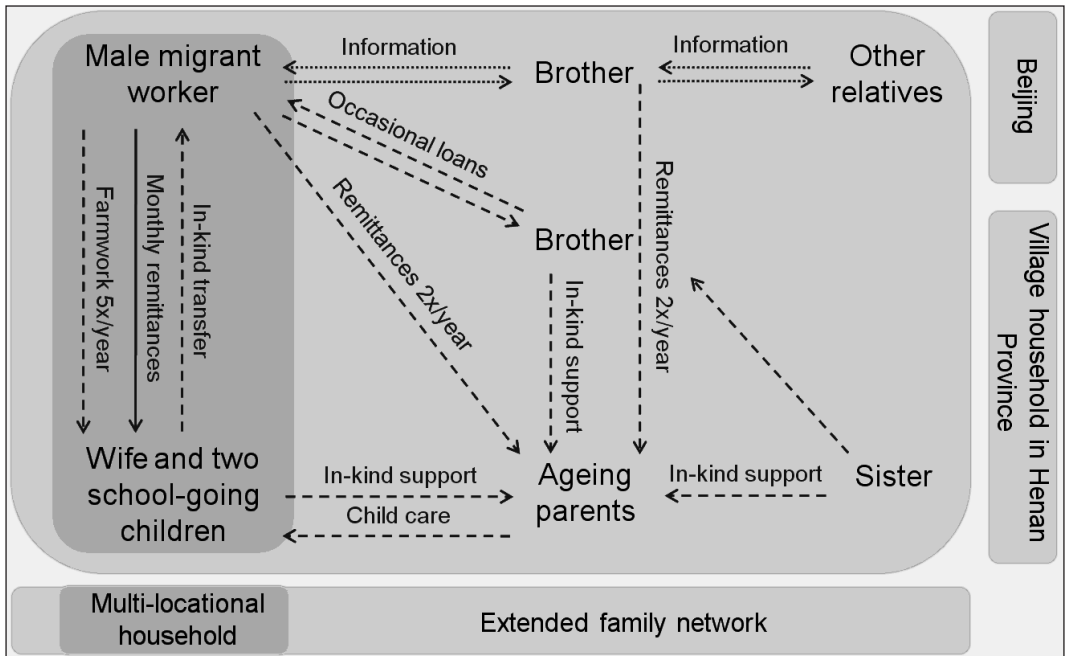 Male migrant
worker
Information
Brother
Information
Other
relatives
Beijing
Occasional loans
Farmwork 5x/year
Monthly remittances
In-kind transfer
Remittances 2x/year
Brother
Remittances 2x/year
In-kind support
Village household in Henan
Province
Wife and two
school-going
children
In-kind support
Child care
Ageing
parents
In-kind support
Sister
Multi-locational
household
Extended family network